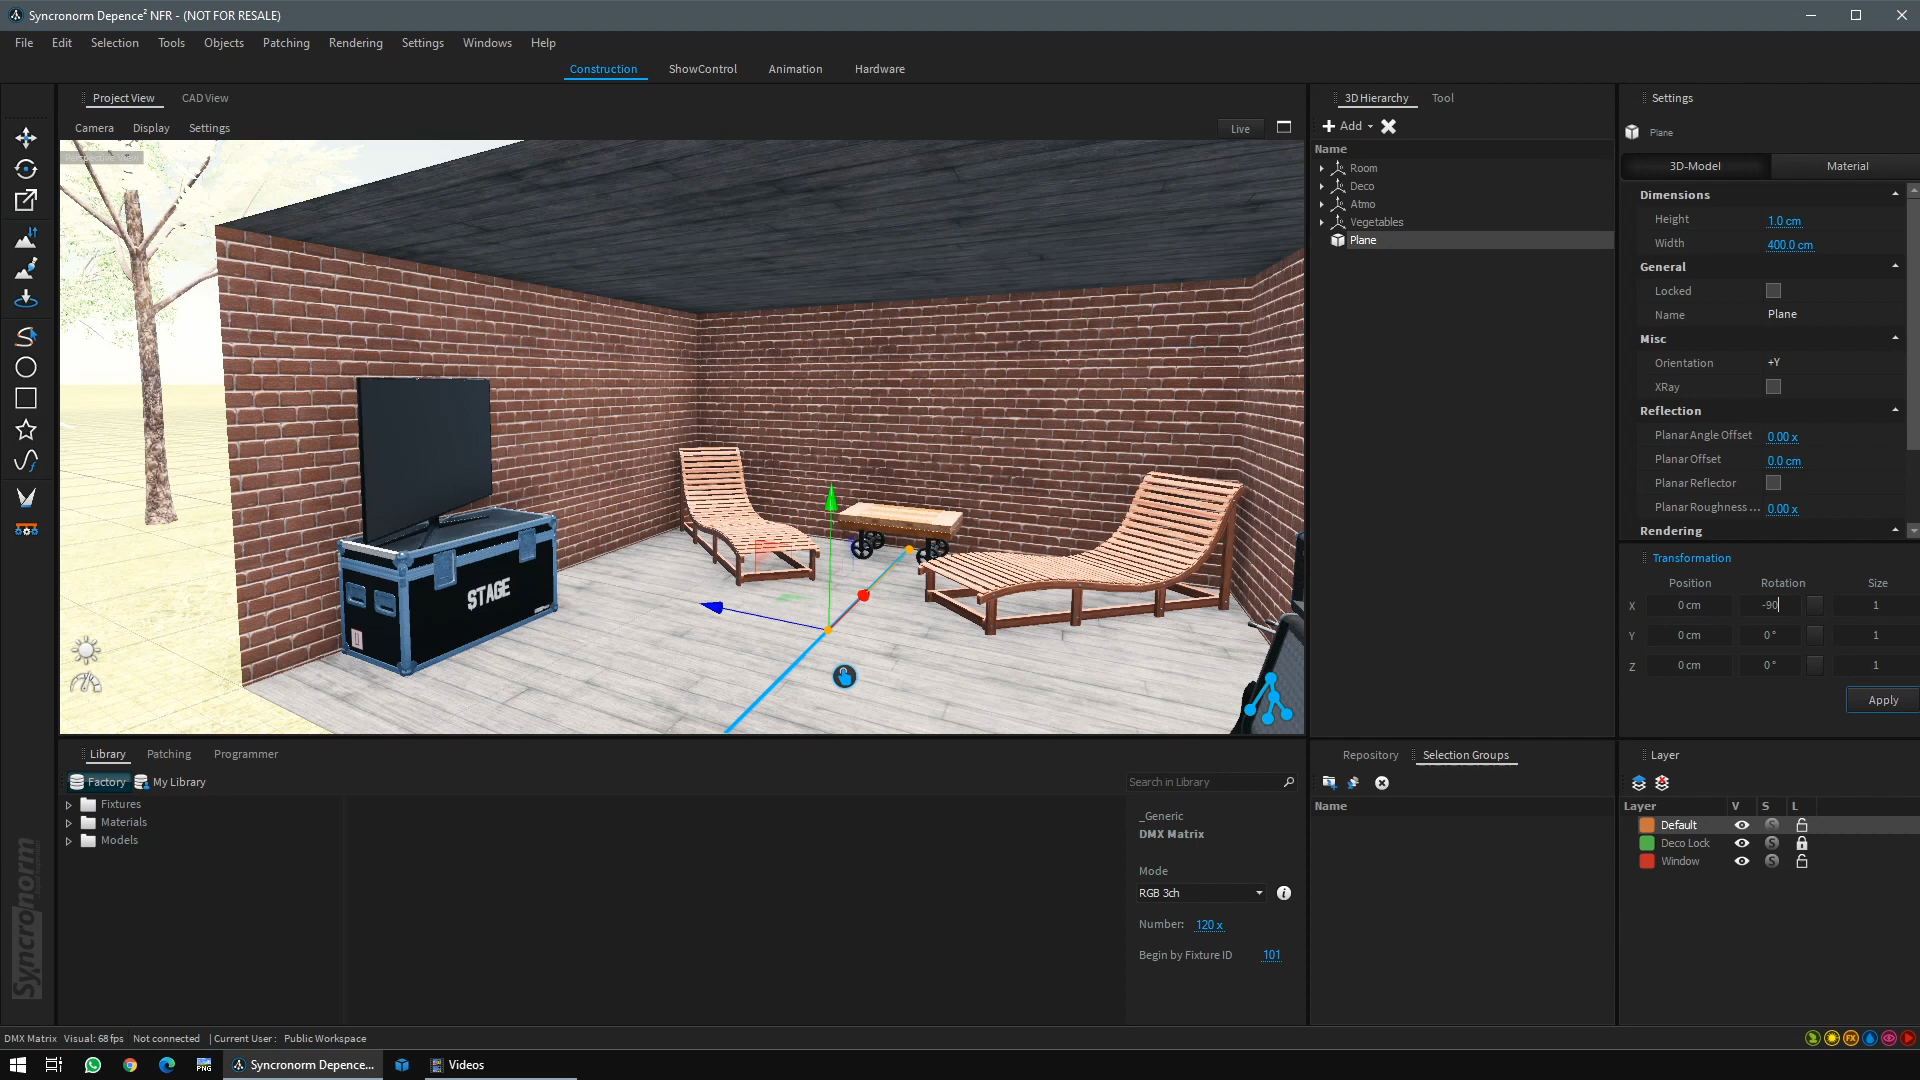 Syncronorm Depence² NFR - (NOT FOR RESALE)
File Edit Selection Tools Objects Patching Rendering Settings Windows Help
Construction ShowControl Animation Hardware
Project View CAD View
Camera Display Settings
Live
Perspective View
STAGE
3D Hierarchy Tool
Add
Name
Room
Deco
Atmo
Vegetables
Plane
Settings
Plane
3D-Model Material
Dimensions
Height 1.0 cm
Width 400.0 cm
General
Locked
Name Plane
Misc
Orientation +Y
XRay
Reflection
Planar Angle Offset 0.00 x
Planar Offset 0.0 cm
Planar Reflector
Planar Roughness ... 0.00 x
Rendering
Transformation
Position Rotation Size
X 0 cm -90 1
Y 0 cm 0 ° 1
Z 0 cm 0 ° 1
Apply
Library Patching Programmer
Factory My Library
Search in Library
Fixtures
Materials
Models
_Generic
DMX Matrix
Mode
RGB 3ch
Number: 120 x
Begin by Fixture ID 101
Repository Selection Groups
Name
Layer
Layer V S L
Default
Deco Lock
Window
Syncronorm
DMX Matrix Visual: 68 fps Not connected | Current User : Public Workspace
FX
PNG
Syncronorm Depence...
Videos